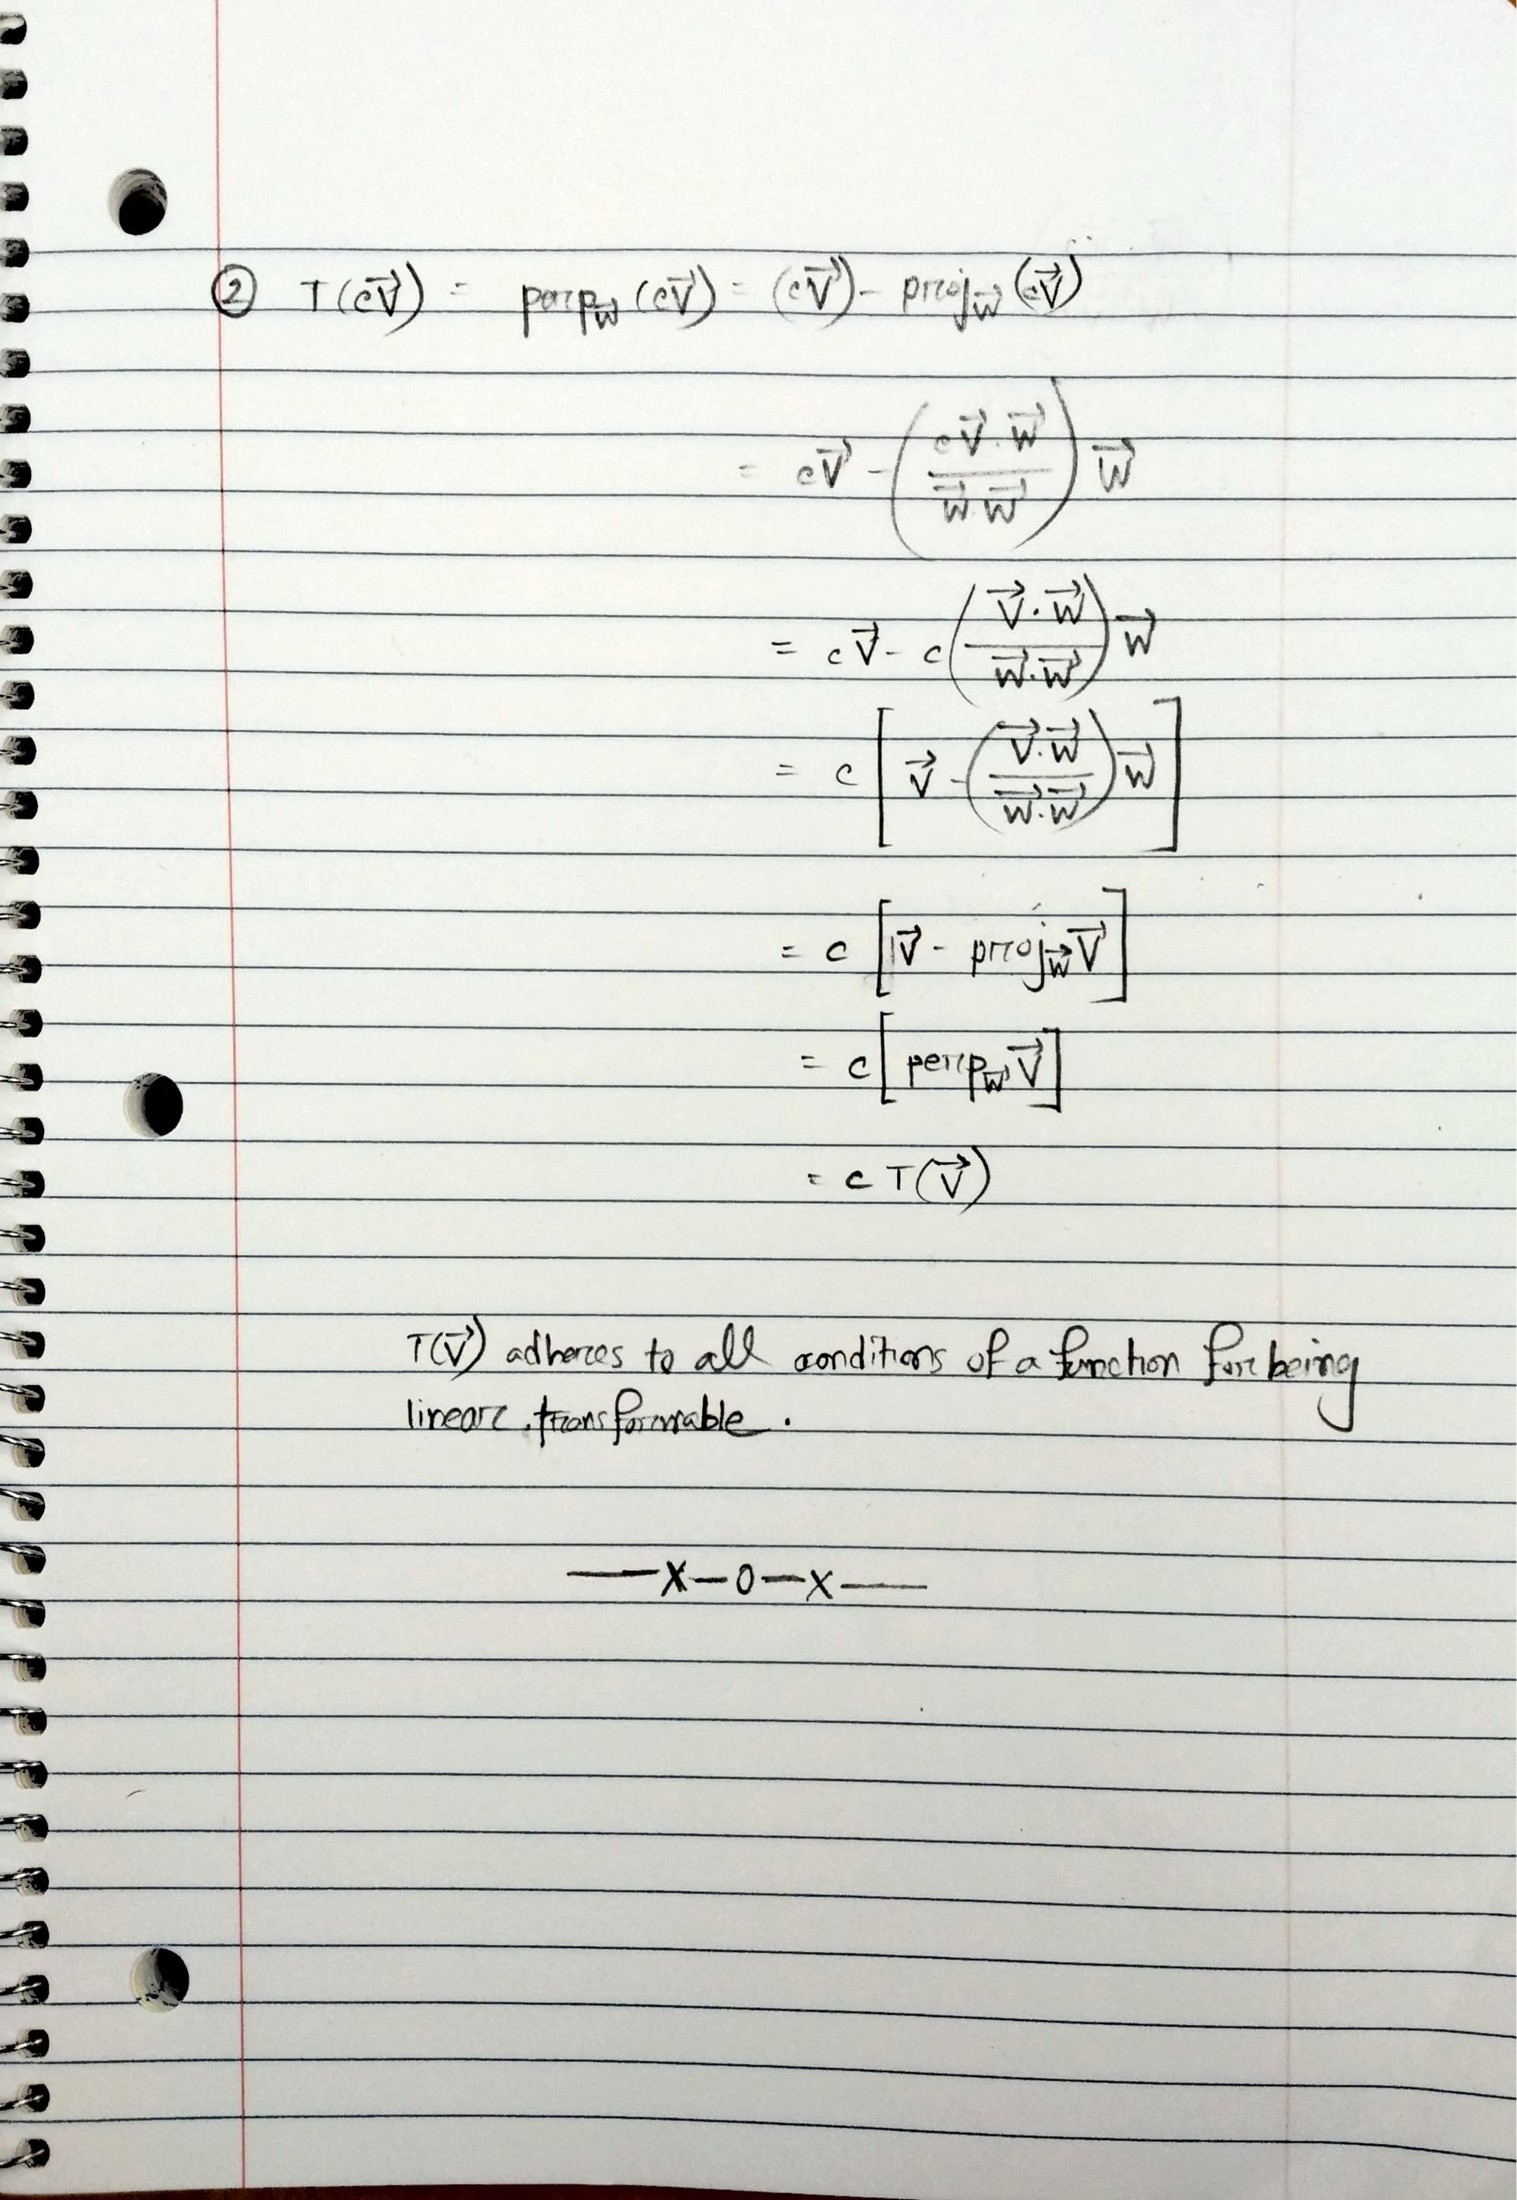 ② T(c\vec{v}) = perp_{\vec{w}} (c\vec{v}) = (c\vec{v}) - proj_{\vec{w}} (c\vec{v})
= c\vec{v} - \left( \frac{c\vec{v} \cdot \vec{w}}{\vec{w} \cdot \vec{w}} \right) \vec{w}
= c\vec{v} - c \left( \frac{\vec{v} \cdot \vec{w}}{\vec{w} \cdot \vec{w}} \right) \vec{w}
= c \left[ \vec{v} - \left( \frac{\vec{v} \cdot \vec{w}}{\vec{w} \cdot \vec{w}} \right) \vec{w} \right]
= c \left[ \vec{v} - proj_{\vec{w}} \vec{v} \right]
= c \left[ perp_{\vec{w}} \vec{v} \right]
= c T(\vec{v})
T(\vec{v}) adheres to all conditions of a function for being
linear transformable.
—x—o—x—